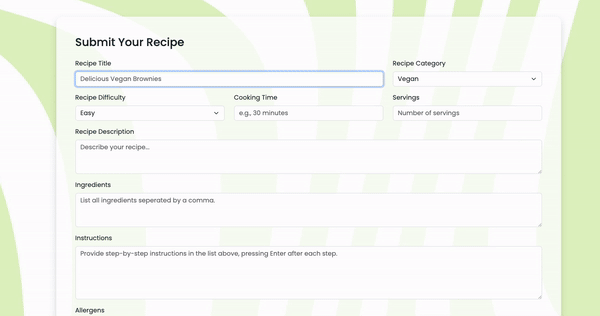 Submit Your Recipe
Recipe Title
Recipe Category
Delicious Vegan Brownies
Vegan
Recipe Difficulty
Cooking Time
Servings
Easy
e.g., 30 minutes
Number of servings
Recipe Description
Describe your recipe...
Ingredients
List all ingredients seperated by a comma.
Instructions
Provide step-by-step instructions in the list above, pressing Enter after each step.
Allergens